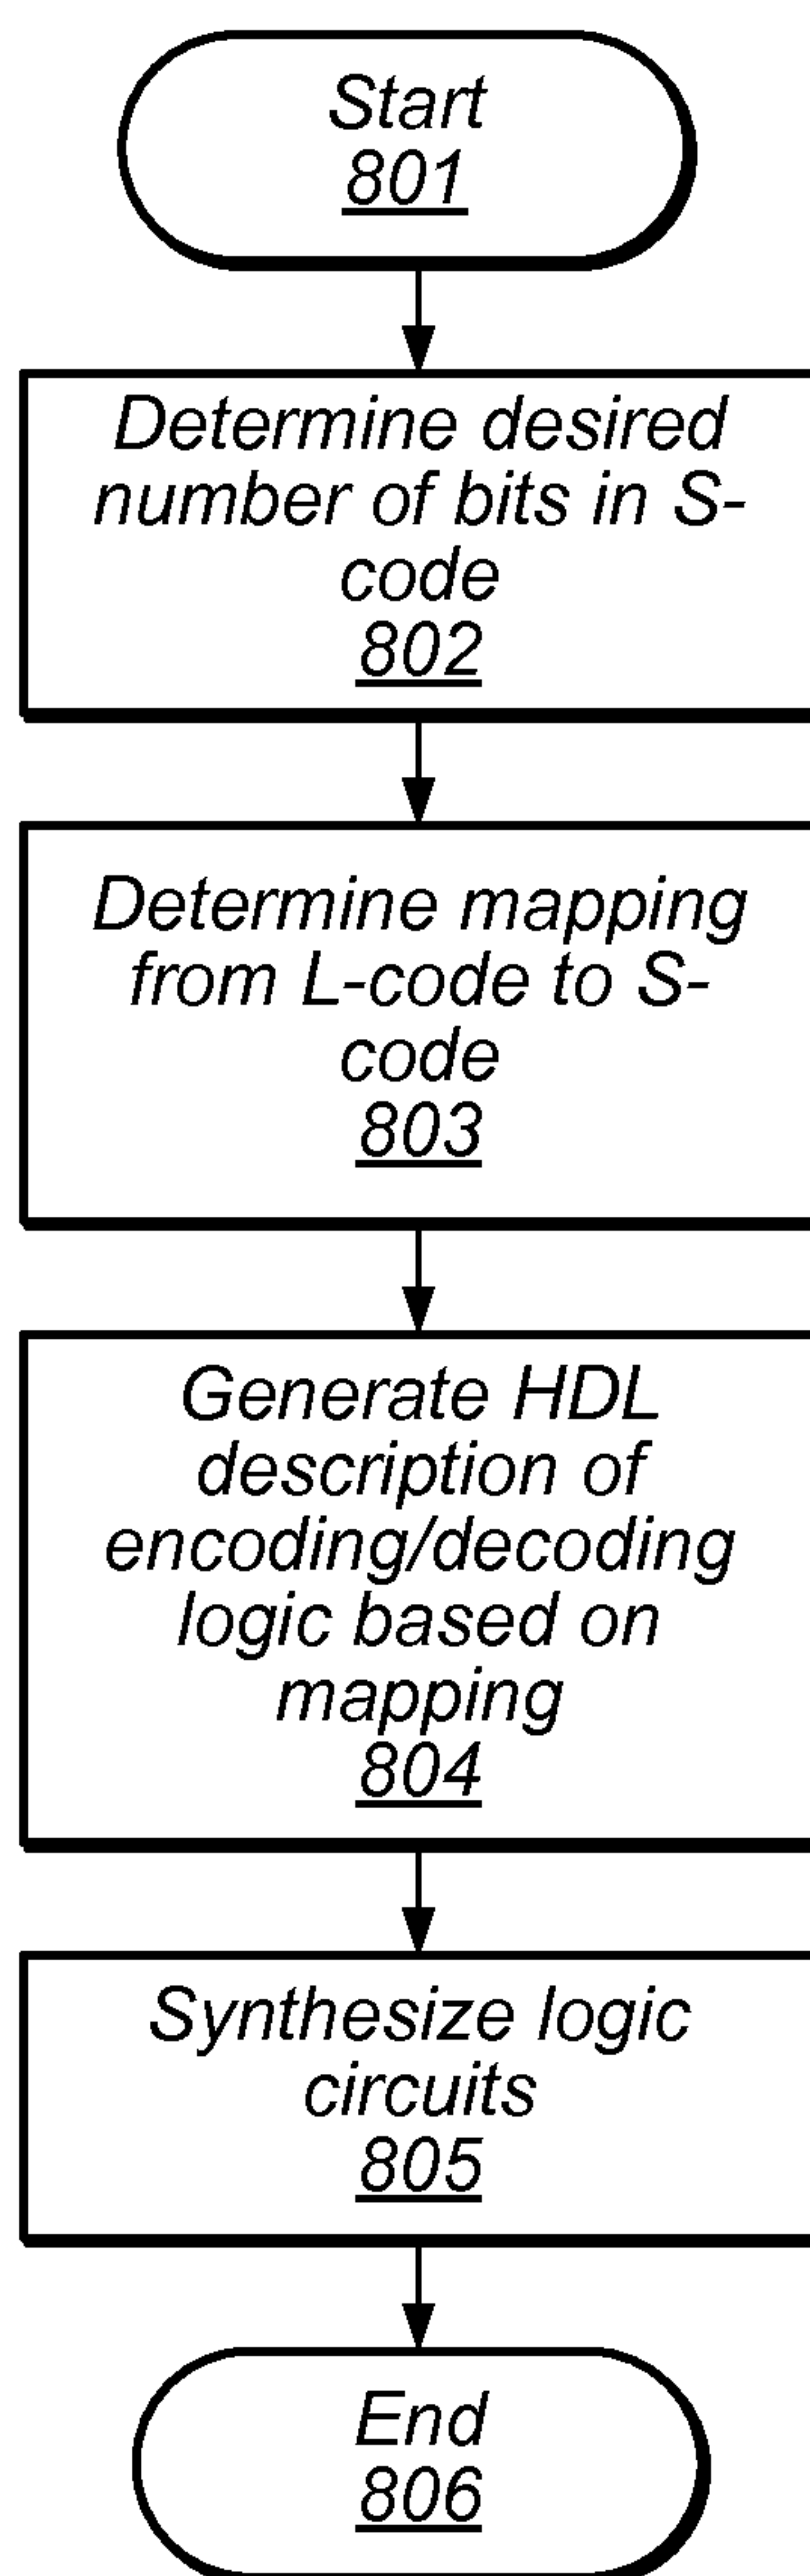 Start
801
Determine desired
number of bits in S-
code
802
Determine mapping
from L-code to S-
code
803
Generate HDL
description of
encoding/decoding
logic based on
mapping
804
Synthesize logic
circuits
805
End
806